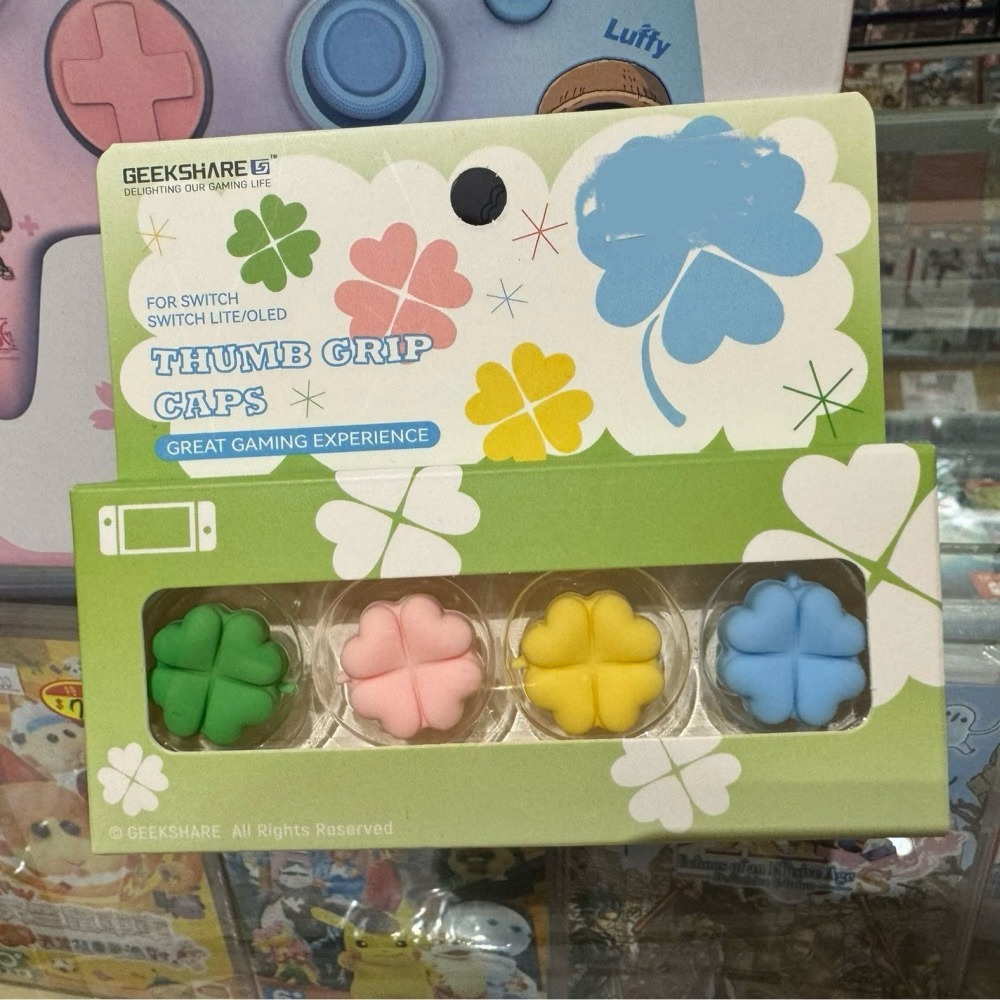 Luffy
GEEKSHARE™
DELIGHTING OUR GAMING LIFE
FOR SWITCH
SWITCH LITE/OLED
THUMB GRIP
CAPS
GREAT GAMING EXPERIENCE
© GEEKSHARE All Rights Reserved